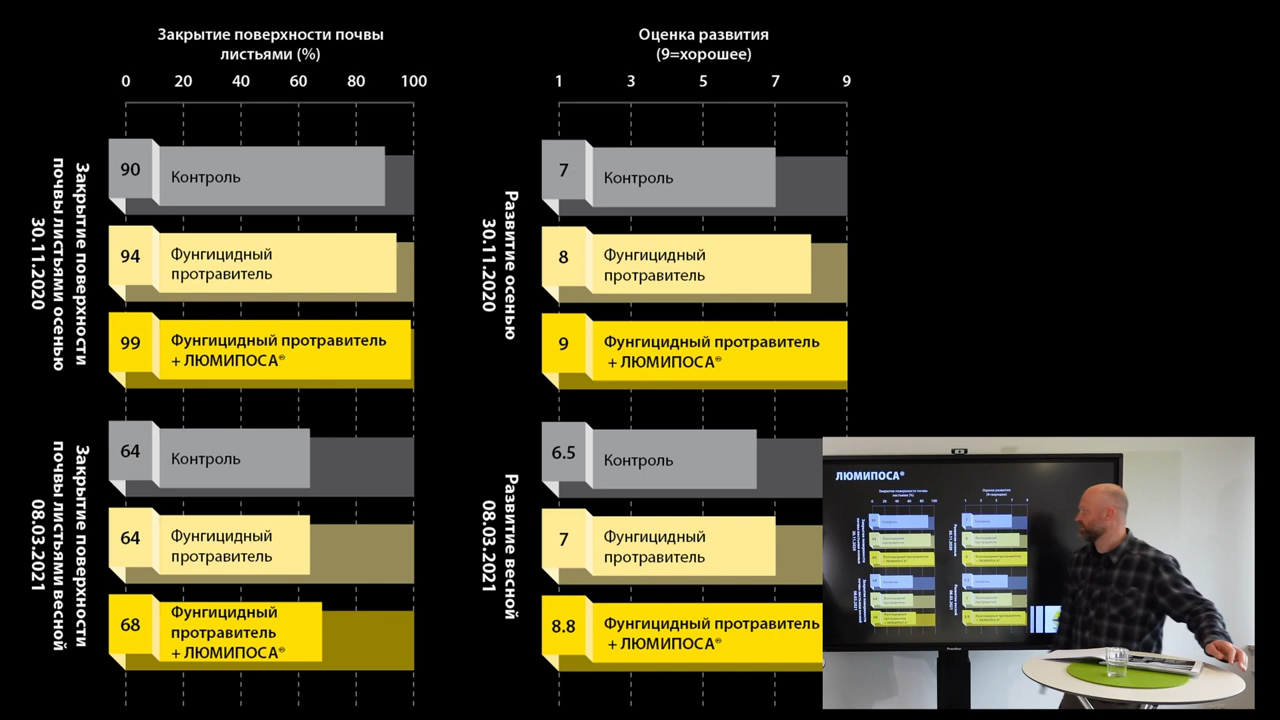 Закрытие поверхности почвы
листьями (%)
0 20 40 60 80 100
Закрытие поверхности
почвы листьями осенью
30.11.2020
90 Контроль
94 Фунгицидный
протравитель
99 Фунгицидный протравитель
+ ЛЮМИПОСА®
Закрытие поверхности
почвы листьями весной
08.03.2021
64 Контроль
64 Фунгицидный
протравитель
68 Фунгицидный
протравитель
+ ЛЮМИПОСА®
Оценка развития
(9=хорошее)
1 3 5 7 9
Развитие осенью
30.11.2020
7 Контроль
8 Фунгицидный
протравитель
9 Фунгицидный протравитель
+ ЛЮМИПОСА®
Развитие весной
08.03.2021
6.5 Контроль
7 Фунгицидный
протравитель
8.8 Фунгицидный протравитель
+ ЛЮМИПОСА®
ЛЮМИПОСА®